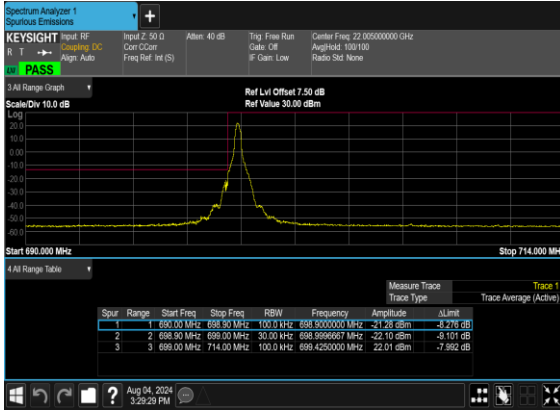 Spectrum Analyzer 1
Spurious Emissions
+
KEYSIGHT Input: RF Input Z: 50 Ω Atten: 40 dB Trig: Free Run Center Freq: 22.005000000 GHz
R T Coupling: DC Corr CCorr Gate: Off Avg|Hold: 100/100
Align: Auto Freq Ref: Int (S) IF Gain: Low Radio Std: None
PASS
3 All Range Graph
Ref Lvl Offset 7.50 dB
Scale/Div 10.0 dB Ref Value 30.00 dBm
Log
20.0
10.0
0.00
-10.0
-20.0
-30.0
-40.0
-50.0
-60.0
Start 690.000 MHz Stop 714.000 MH
4 All Range Table
Measure Trace Trace 1
Trace Type Trace Average (Active)
Spur Range Start Freq Stop Freq RBW Frequency Amplitude ΔLimit
1 1 690.00 MHz 698.90 MHz 100.0 kHz 698.9000000 MHz -21.28 dBm -8.276 dB
2 2 698.90 MHz 699.00 MHz 30.00 kHz 698.9996667 MHz -22.10 dBm -9.101 dB
3 3 699.00 MHz 714.00 MHz 100.0 kHz 699.4250000 MHz 22.01 dBm -7.992 dB
? Aug 04, 2024
3:29:29 PM